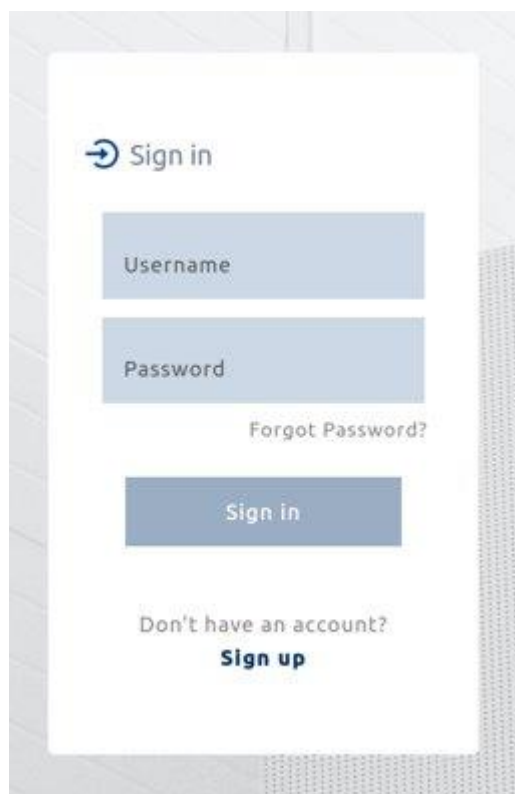 Sign in
Username
Password
Forgot Password?
Sign in
Don't have an account?
Sign up